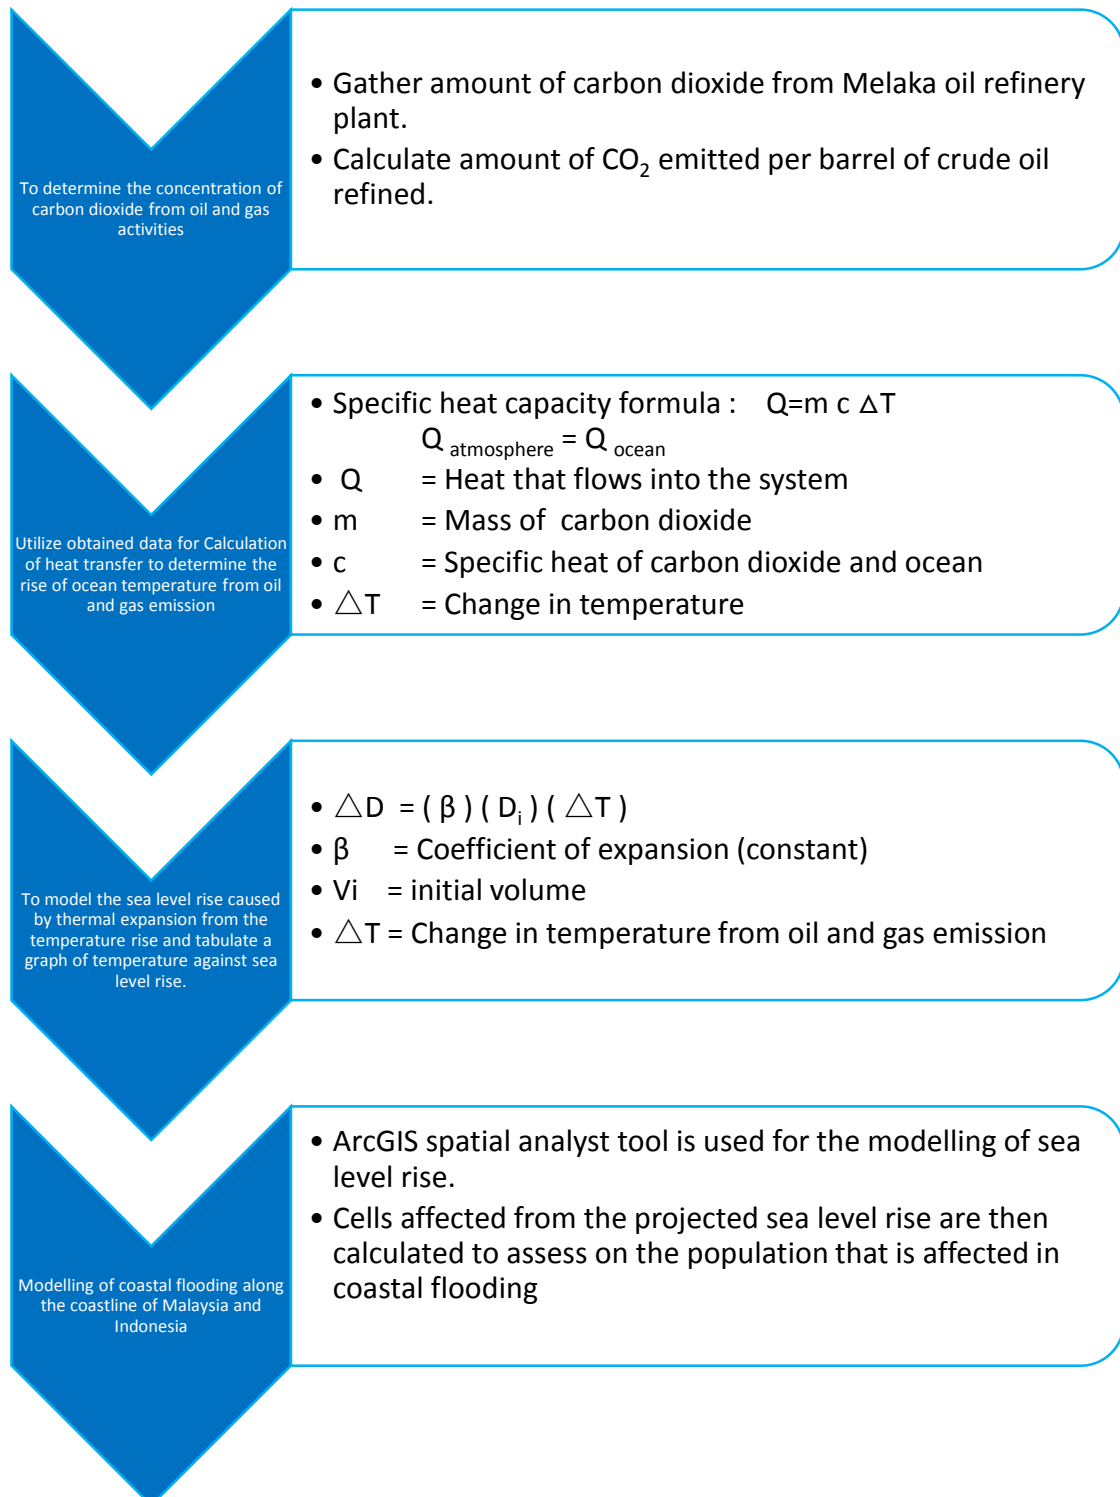 To determine the concentration of
carbon dioxide from oil and gas
activities
• Gather amount of carbon dioxide from Melaka oil refinery
plant.
• Calculate amount of CO₂ emitted per barrel of crude oil
refined.
Utilize obtained data for Calculation
of heat transfer to determine the
rise of ocean temperature from oil
and gas emission
• Specific heat capacity formula : Q=m c △T
Q atmosphere = Q ocean
• Q = Heat that flows into the system
• m = Mass of carbon dioxide
• c = Specific heat of carbon dioxide and ocean
• △T = Change in temperature
To model the sea level rise caused
by thermal expansion from the
temperature rise and tabulate a
graph of temperature against sea
level rise.
• △D = ( β ) ( Dᵢ ) ( △T )
• β = Coefficient of expansion (constant)
• Vi = initial volume
• △T = Change in temperature from oil and gas emission
Modelling of coastal flooding along
the coastline of Malaysia and
Indonesia
• ArcGIS spatial analyst tool is used for the modelling of sea
level rise.
• Cells affected from the projected sea level rise are then
calculated to assess on the population that is affected in
coastal flooding